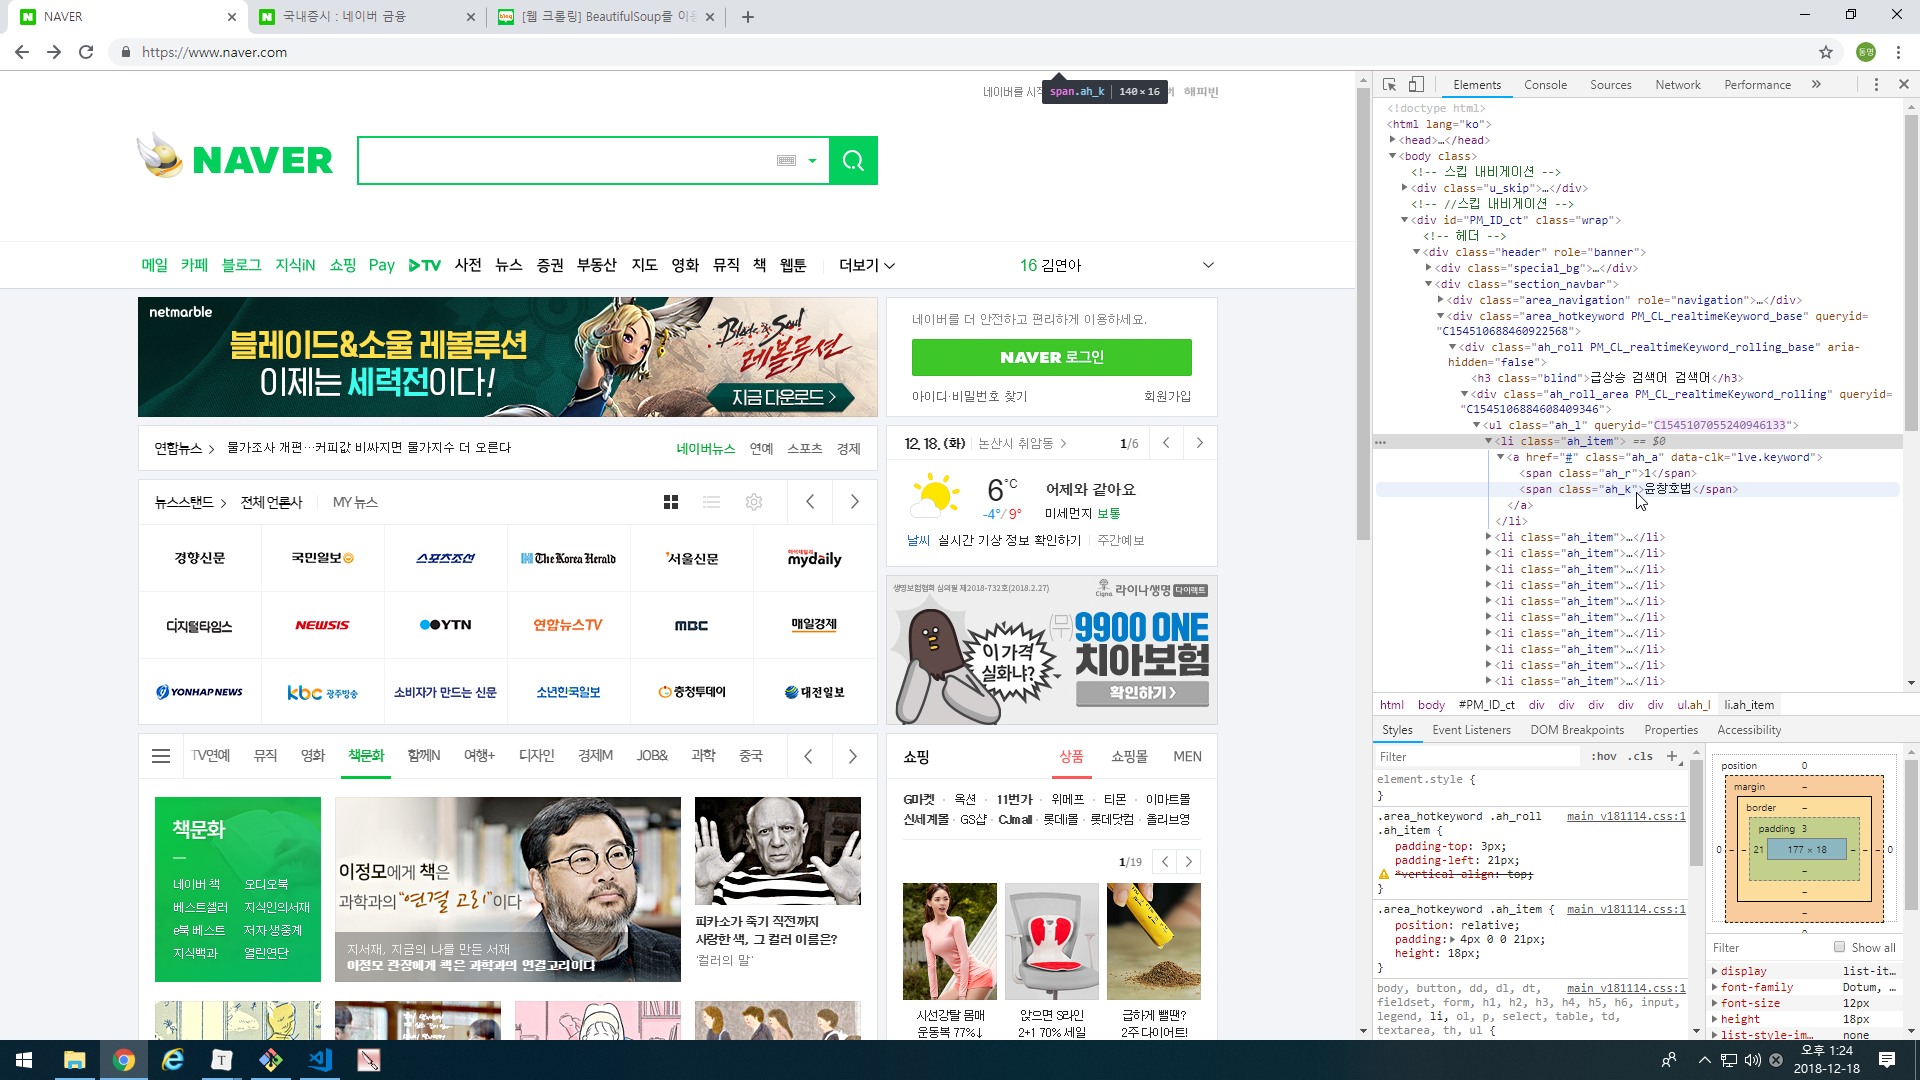 NAVER
국내증시 : 네이버 금융
[웹 크롤링] BeautifulSoup를 이용
https://www.naver.com
동명
네이버를 시작
span.ah_k 140 × 16
해피빈
NAVER
메일 카페 블로그 지식iN 쇼핑 Pay TV 사전 뉴스 증권 부동산 지도 영화 뮤직 책 웹툰 더보기
16 김연아
netmarble
블레이드&소울 레볼루션
이제는 세력전이다!
Blade & Soul
레볼루션
지금 다운로드 >
네이버를 더 안전하고 편리하게 이용하세요.
NAVER 로그인
아이디·비밀번호 찾기 회원가입
연합뉴스 > 물가조사 개편…커피값 비싸지면 물가지수 더 오른다
네이버뉴스 연예 스포츠 경제
12. 18. (화) 논산시 취암동 > 1/6
6°C 어제와 같아요
-4°/ 9° 미세먼지 보통
날씨 실시간 기상 정보 확인하기 주간예보
뉴스스탠드 > 전체 언론사 MY 뉴스
경향신문 국민일보 스포츠조선 The Korea Herald 서울신문 마이데일리 mydaily
디지털타임스 NEWSIS YTN 연합뉴스TV MBC 매일경제
YONHAP NEWS kbc 광주방송 소비자가 만드는 신문 소년한국일보 충청투데이 대전일보
생명보험협회 심의필 제2018-732호(2018.2.27)
Cigna 라이나생명 다이렉트
이 가격 실화냐?
(무) 9900 ONE
치아보험
확인하기 >
TV연예 뮤직 영화 책문화 함께N 여행+ 디자인 경제M JOB& 과학 중국
책문화
네이버 책 오디오북
베스트셀러 지식인의서재
e북 베스트 저자·생중계
지식백과 열린연단
이정모에게 책은
과학과의 "연결 고리"이다
지서재, 지금의 나를 만든 서재
이정모 관장에게 책은 과학과의 연결고리이다
피카소가 죽기 직전까지
사랑한 색, 그 컬러 이름은?
'컬러의 말'
쇼핑 상품 쇼핑몰 MEN
G마켓 · 옥션 · 11번가 · 위메프 · 티몬 · 이마트몰
신세계몰 · GS샵 · CJmall · 롯데i몰 · 롯데닷컴 · 올리브영
1/19
시선강탈 몸매
운동복 77%↓
앉으면 S라인
2+1 70% 세일
급하게 뺄땐?
2주 다이어트!
Elements Console Sources Network Performance
<!doctype html>
<html lang="ko">
<head>…</head>
<body class>
<!-- 스킵 내비게이션 -->
<div class="u_skip">…</div>
<!-- //스킵 내비게이션 -->
<div id="PM_ID_ct" class="wrap">
<!-- 헤더 -->
<div class="header" role="banner">
<div class="special_bg">…</div>
<div class="section_navbar">
<div class="area_navigation" role="navigation">…</div>
<div class="area_hotkeyword PM_CL_realtimeKeyword_base" queryid=
"C154510688460922568">
<div class="ah_roll PM_CL_realtimeKeyword_rolling_base" aria-
hidden="false">
<h3 class="blind">급상승 검색어 검색어</h3>
<div class="ah_roll_area PM_CL_realtimeKeyword_rolling" queryid=
"C1545106884608409346">
<ul class="ah_l" queryid="C1545107055240946133">
<li class="ah_item"> == $0
<a href="#" class="ah_a" data-clk="lve.keyword">
<span class="ah_r">1</span>
<span class="ah_k">윤창호법</span>
</a>
</li>
<li class="ah_item">…</li>
<li class="ah_item">…</li>
<li class="ah_item">…</li>
<li class="ah_item">…</li>
<li class="ah_item">…</li>
<li class="ah_item">…</li>
<li class="ah_item">…</li>
<li class="ah_item">…</li>
<li class="ah_item">…</li>
<li class="ah_item">…</li>
html body #PM_ID_ct div div div div div ul.ah_l li.ah_item
Styles Event Listeners DOM Breakpoints Properties Accessibility
Filter :hov .cls +
element.style {
}
.area_hotkeyword .ah_roll main_v181114.css:1
.ah_item {
padding-top: 3px;
padding-left: 21px;
*vertical-align: top;
}
.area_hotkeyword .ah_item { main_v181114.css:1
position: relative;
padding: 4px 0 0 21px;
height: 18px;
}
body, button, dd, dl, dt, main_v181114.css:1
fieldset, form, h1, h2, h3, h4, h5, h6, input,
legend, li, ol, p, select, table, td,
textarea, th, ul {
position 0
margin –
border –
padding 3
0 – – 21 177 × 18 – – – 0
–
–
–
0
Filter Show all
display list-it…
font-family Dotum, …
font-size 12px
height 18px
list-style-im… none
오후 1:24
2018-12-18